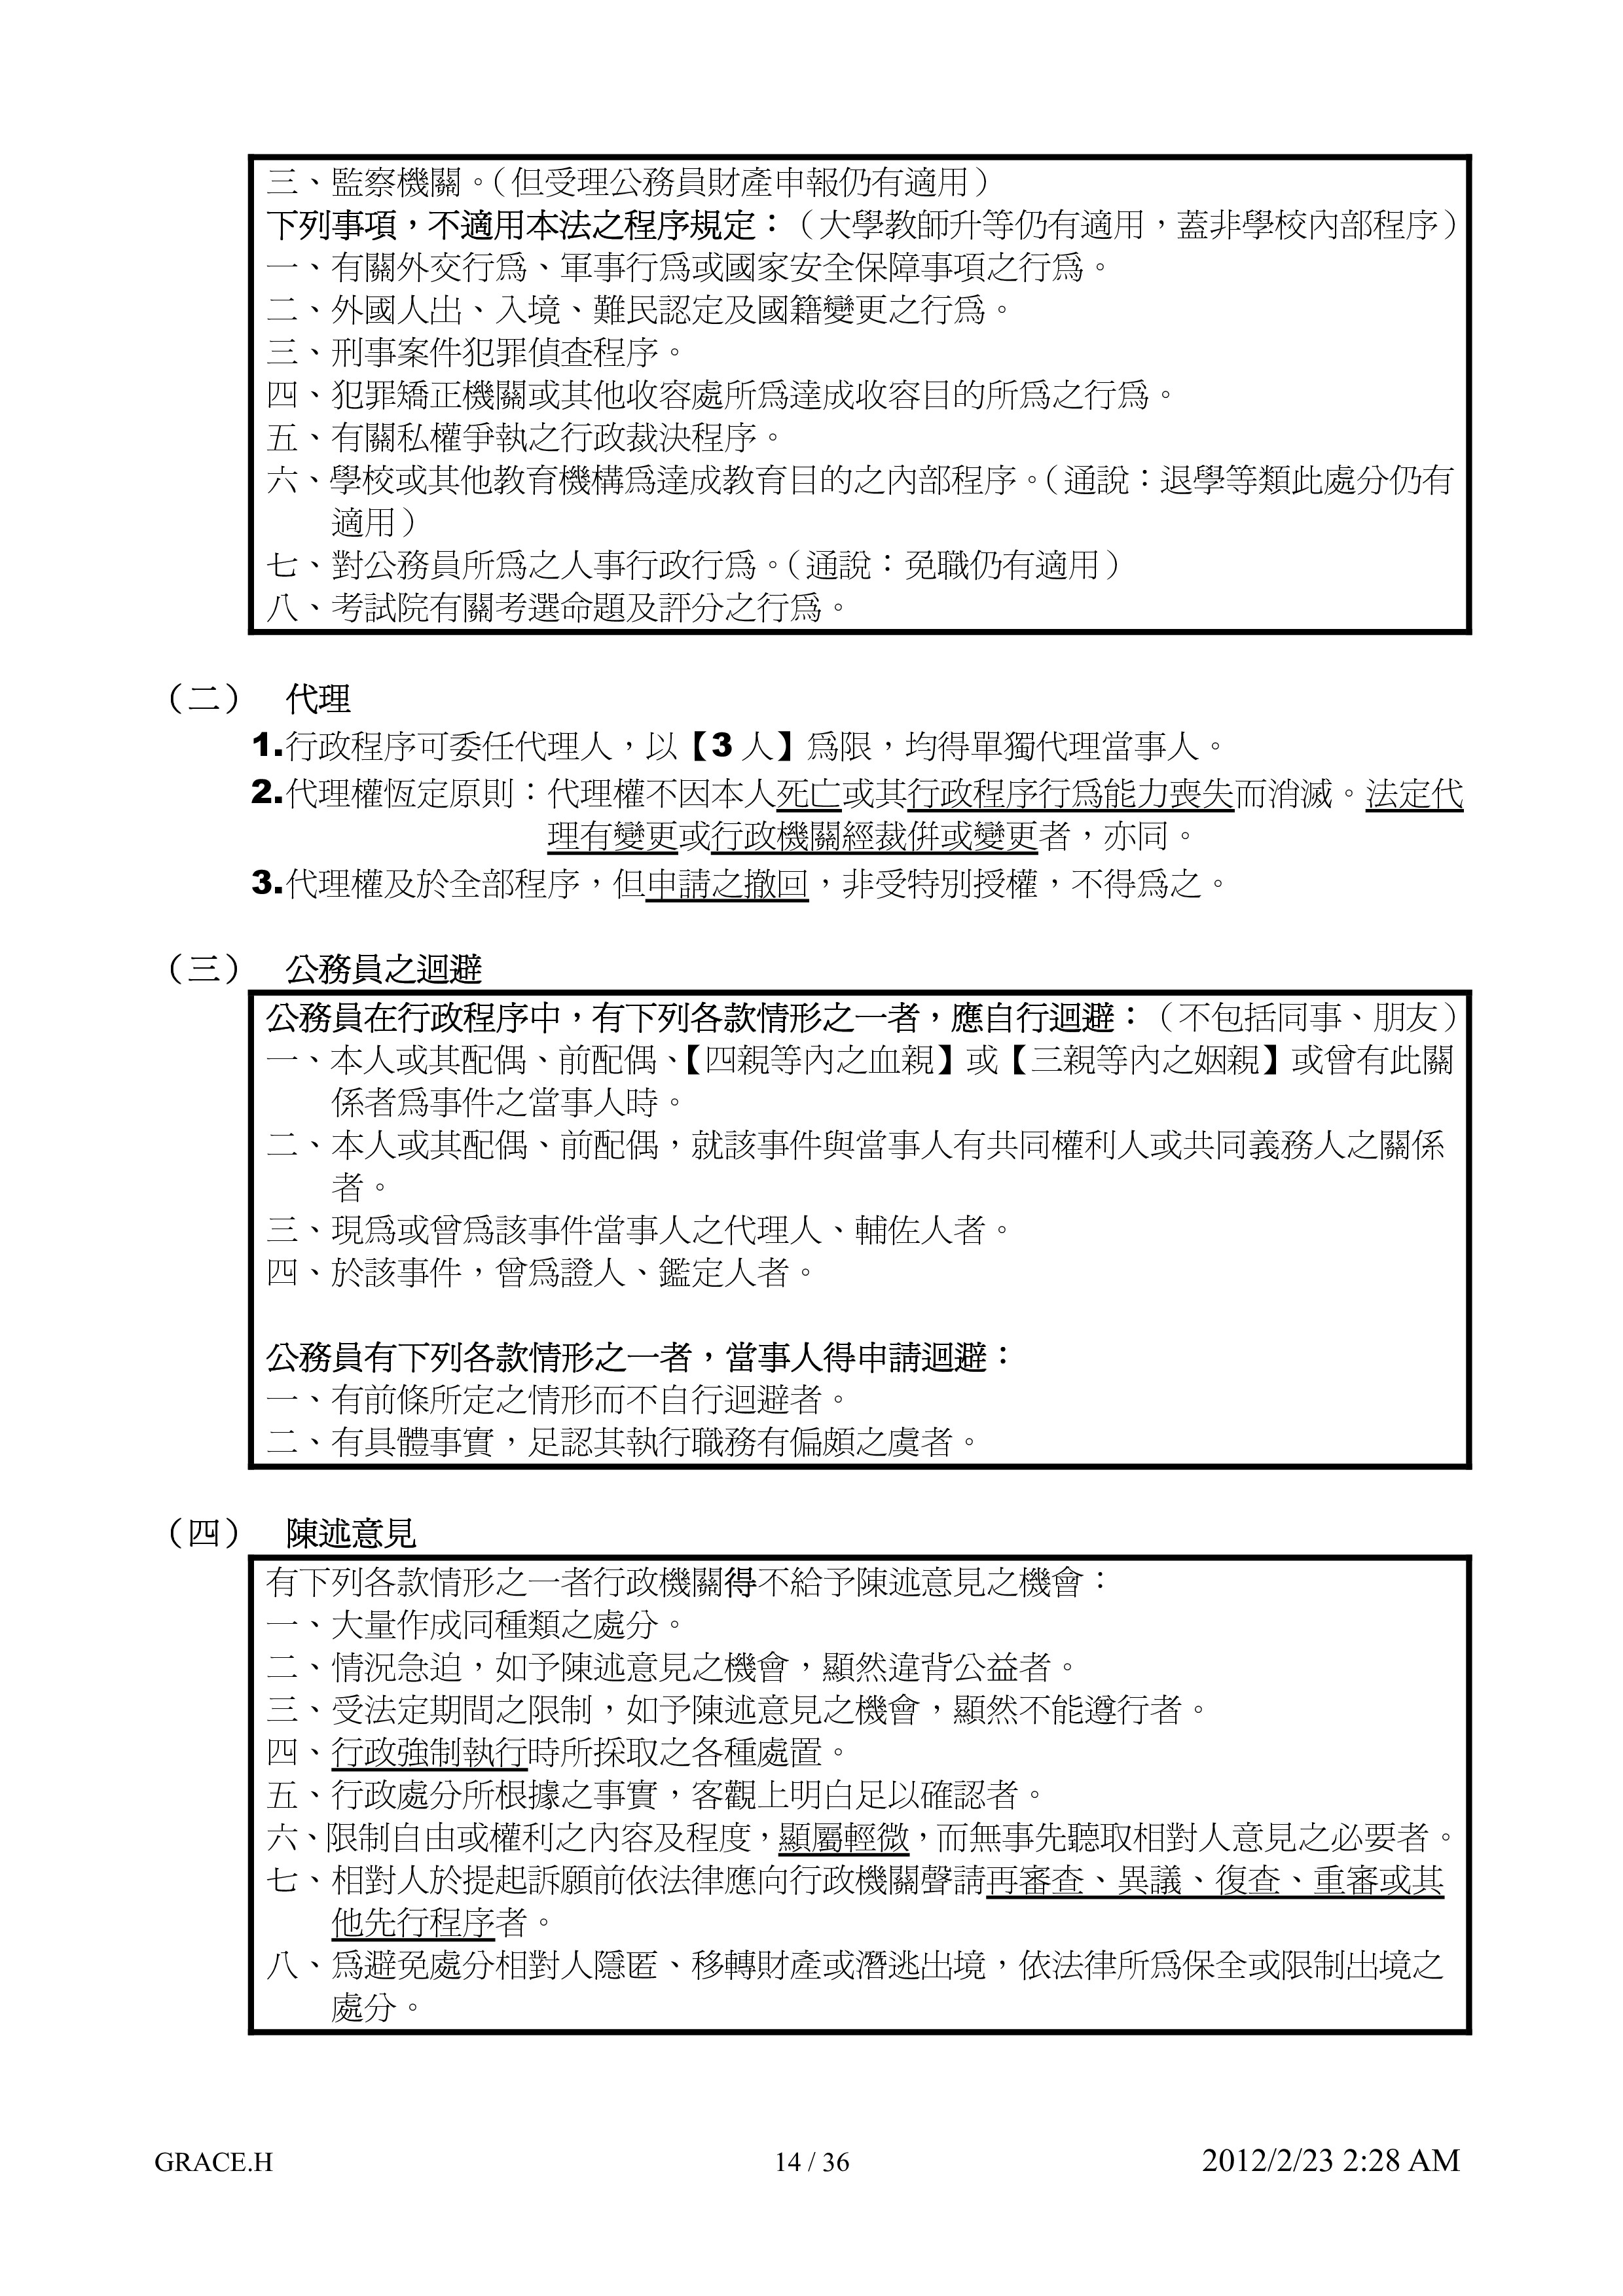 三、監察機關。（但受理公務員財產申報仍有適用）
下列事項，不適用本法之程序規定：（大學教師升等仍有適用，蓋非學校內部程序）
一、有關外交行為、軍事行為或國家安全保障事項之行為。
二、外國人出、入境、難民認定及國籍變更之行為。
三、刑事案件犯罪偵查程序。
四、犯罪矯正機關或其他收容處所為達成收容目的所為之行為。
五、有關私權爭執之行政裁決程序。
六、學校或其他教育機構為達成教育目的之內部程序。（通說：退學等類此處分仍有
適用）
七、對公務員所為之人事行政行為。（通說：免職仍有適用）
八、考試院有關考選命題及評分之行為。
（二） 代理
1.行政程序可委任代理人，以【3 人】為限，均得單獨代理當事人。
2.代理權恆定原則：代理權不因本人死亡或其行政程序行為能力喪失而消滅。法定代
理有變更或行政機關經裁併或變更者，亦同。
3.代理權及於全部程序，但申請之撤回，非受特別授權，不得為之。
（三） 公務員之迴避
公務員在行政程序中，有下列各款情形之一者，應自行迴避：（不包括同事、朋友）
一、本人或其配偶、前配偶、【四親等內之血親】或【三親等內之姻親】或曾有此關
係者為事件之當事人時。
二、本人或其配偶、前配偶，就該事件與當事人有共同權利人或共同義務人之關係
者。
三、現為或曾為該事件當事人之代理人、輔佐人者。
四、於該事件，曾為證人、鑑定人者。
公務員有下列各款情形之一者，當事人得申請迴避：
一、有前條所定之情形而不自行迴避者。
二、有具體事實，足認其執行職務有偏頗之虞者。
（四） 陳述意見
有下列各款情形之一者行政機關得不給予陳述意見之機會：
一、大量作成同種類之處分。
二、情況急迫，如予陳述意見之機會，顯然違背公益者。
三、受法定期間之限制，如予陳述意見之機會，顯然不能遵行者。
四、行政強制執行時所採取之各種處置。
五、行政處分所根據之事實，客觀上明白足以確認者。
六、限制自由或權利之內容及程度，顯屬輕微，而無事先聽取相對人意見之必要者。
七、相對人於提起訴願前依法律應向行政機關聲請再審查、異議、復查、重審或其
他先行程序者。
八、為避免處分相對人隱匿、移轉財產或潛逃出境，依法律所為保全或限制出境之
處分。
GRACE.H 14 / 36 2012/2/23 2:28 AM